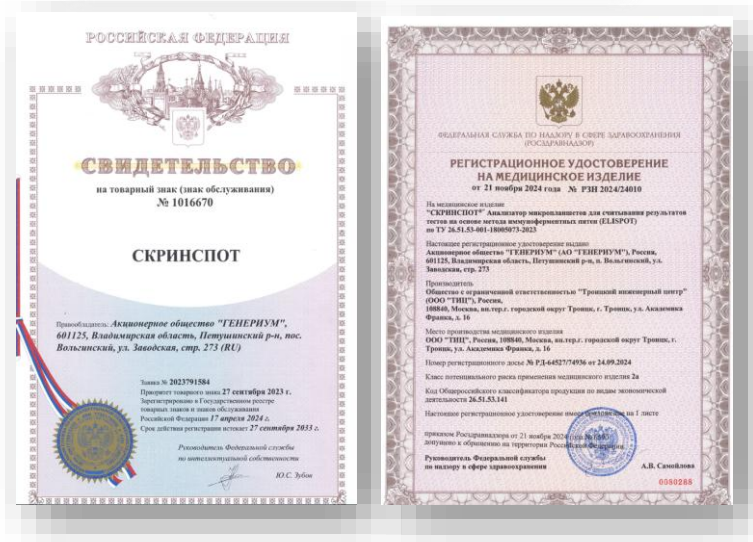 РОССИЙСКАЯ ФЕДЕРАЦИЯ
СВИДЕТЕЛЬСТВО
на товарный знак (знак обслуживания)
№ 1016670
СКРИНСПОТ
Правообладатель: Акционерное общество "ГЕНЕРИУМ",
601125, Владимирская область, Петушинский р-н, пос.
Вольгинский, ул. Заводская, стр. 273 (RU)
Заявка № 2023791584
Приоритет товарного знака 27 сентября 2023 г.
Зарегистрировано в Государственном реестре
товарных знаков и знаков обслуживания
Российской Федерации 17 апреля 2024 г.
Срок действия регистрации истекает 27 сентября 2033 г.
Руководитель Федеральной службы
по интеллектуальной собственности
Ю.С. Зубов
ФЕДЕРАЛЬНАЯ СЛУЖБА ПО НАДЗОРУ В СФЕРЕ ЗДРАВООХРАНЕНИЯ
(РОСЗДРАВНАДЗОР)
РЕГИСТРАЦИОННОЕ УДОСТОВЕРЕНИЕ
НА МЕДИЦИНСКОЕ ИЗДЕЛИЕ
от 21 ноября 2024 года № РЗН 2024/24010
На медицинское изделие
"СКРИНСПОТ®" Анализатор микропланшетов для считывания результатов
тестов на основе метода иммуноферментных пятен (ELISPOT)
по ТУ 26.51.53-001-18005073-2023
Настоящее регистрационное удостоверение выдано
Акционерное общество "ГЕНЕРИУМ" (АО "ГЕНЕРИУМ"), Россия,
601125, Владимирская область, Петушинский р-н, п. Вольгинский, ул.
Заводская, стр. 273
Производитель
Общество с ограниченной ответственностью "Троицкий инженерный центр"
(ООО "ТИЦ"), Россия,
108840, Москва, вн.тер.г. городской округ Троицк, г. Троицк, ул. Академика
Франка, д. 16
Место производства медицинского изделия
ООО "ТИЦ", Россия, 108840, Москва, вн.тер.г. городской округ Троицк, г.
Троицк, ул. Академика Франка, д. 16
Номер регистрационного досье № РД-64527/74936 от 24.09.2024
Класс потенциального риска применения медицинского изделия 2а
Код Общероссийского классификатора продукции по видам экономической
деятельности 26.51.53.141
Настоящее регистрационное удостоверение имеет приложение на 1 листе
приказом Росздравнадзора от 21 ноября 2024 года №
допущено к обращению на территории Российской Федерации.
Руководитель Федеральной службы
по надзору в сфере здравоохранения
А.В. Самойлова
0080288